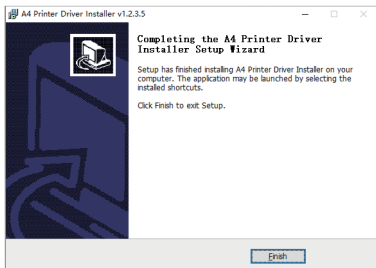 A4 Printer Driver Installer v1.2.3.5
Completing the A4 Printer Driver
Installer Setup Wizard
Setup has finished installing A4 Printer Driver Installer on your
computer. The application may be launched by selecting the
installed shortcuts.
Click Finish to exit Setup.
Finish